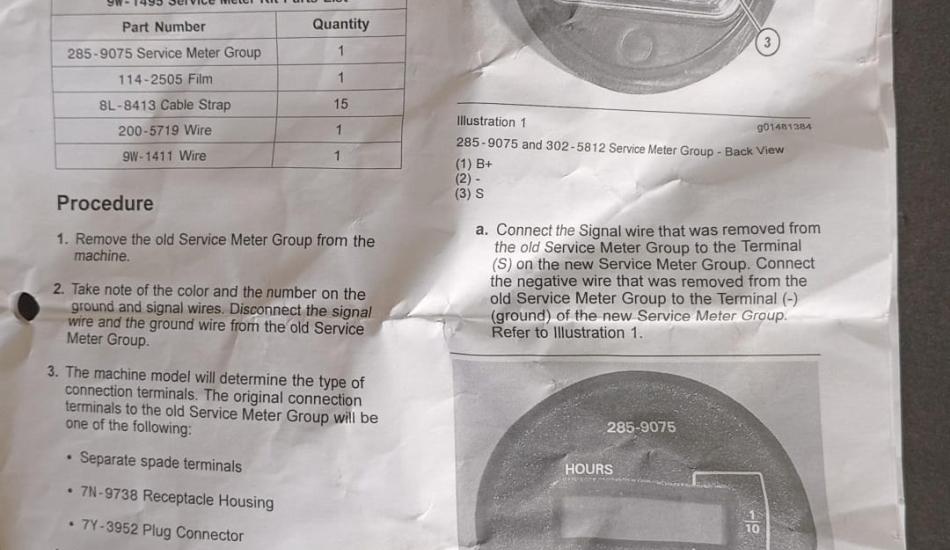 9W-1495 Service Meter Kit Parts List
Part Number Quantity
285-9075 Service Meter Group 1
114-2505 Film 1
8L-8413 Cable Strap 15
200-5719 Wire 1
9W-1411 Wire 1
Procedure
1. Remove the old Service Meter Group from the
machine.
2. Take note of the color and the number on the
ground and signal wires. Disconnect the signal
wire and the ground wire from the old Service
Meter Group.
3. The machine model will determine the type of
connection terminals. The original connection
terminals to the old Service Meter Group will be
one of the following:
• Separate spade terminals
• 7N-9738 Receptacle Housing
• 7Y-3952 Plug Connector
3
Illustration 1 g01481384
285-9075 and 302-5812 Service Meter Group - Back View
(1) B+
(2) -
(3) S
a. Connect the Signal wire that was removed from
the old Service Meter Group to the Terminal
(S) on the new Service Meter Group. Connect
the negative wire that was removed from the
old Service Meter Group to the Terminal (-)
(ground) of the new Service Meter Group.
Refer to Illustration 1.
285-9075
HOURS
1
10